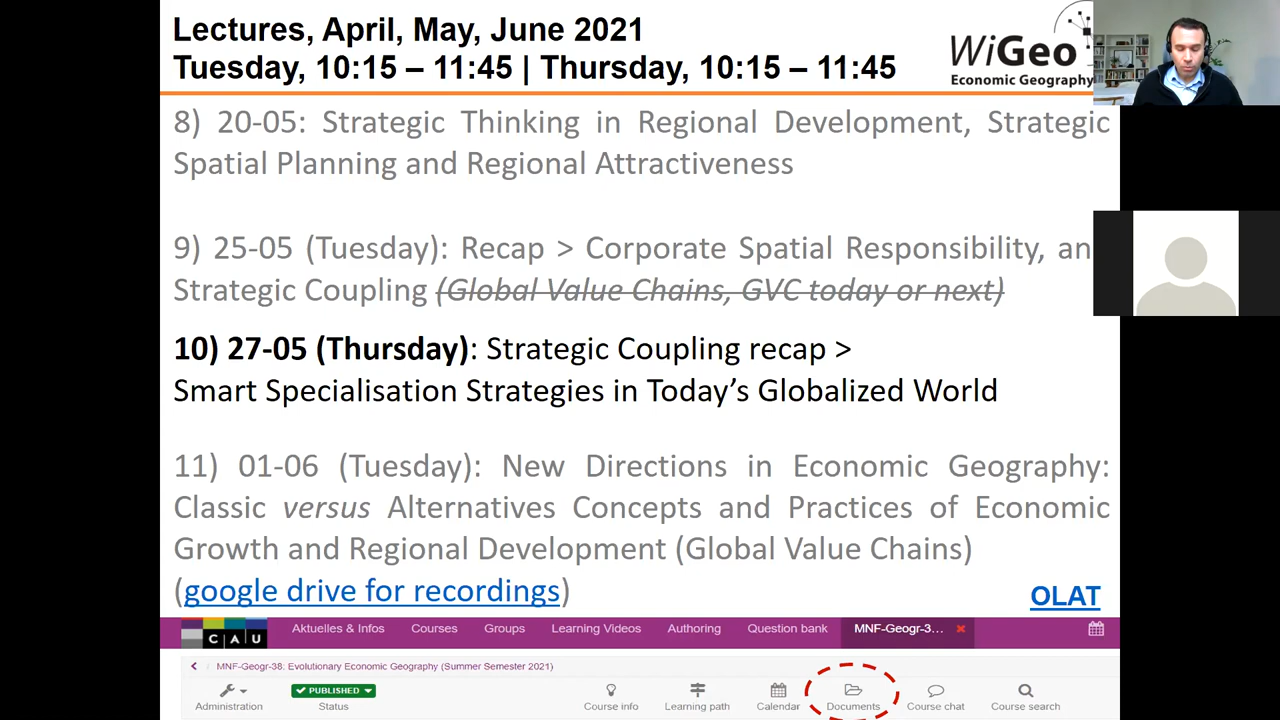 Lectures, April, May, June 2021
Tuesday, 10:15 – 11:45 | Thursday, 10:15 – 11:45
WiGeo
Economic Geography
8) 20-05: Strategic Thinking in Regional Development, Strategic
Spatial Planning and Regional Attractiveness
9) 25-05 (Tuesday): Recap > Corporate Spatial Responsibility, an
Strategic Coupling (Global Value Chains, GVC today or next)
10) 27-05 (Thursday): Strategic Coupling recap >
Smart Specialisation Strategies in Today’s Globalized World
11) 01-06 (Tuesday): New Directions in Economic Geography:
Classic versus Alternatives Concepts and Practices of Economic
Growth and Regional Development (Global Value Chains)
(google drive for recordings)
OLAT
CAU
Aktuelles & Infos Courses Groups Learning Videos Authoring Question bank MNF-Geogr-3...
MNF-Geogr-38: Evolutionary Economic Geography (Summer Semester 2021)
PUBLISHED
Administration Status Course info Learning path Calendar Documents Course chat Course search